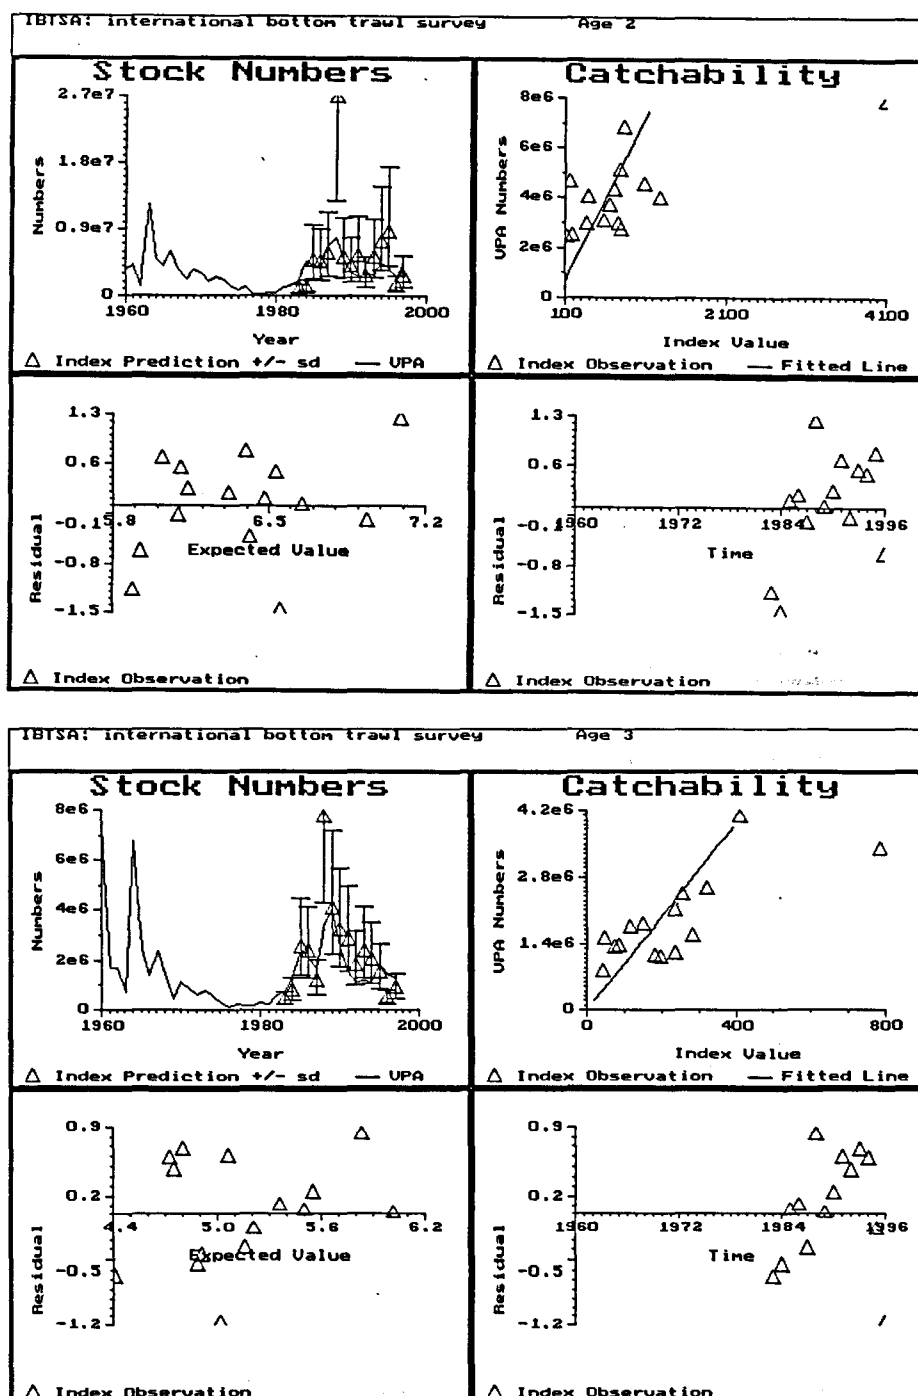 IBTSA: international bottom trawl survey Age 2
Stock Numbers
2.7e7
1.8e7
0.9e7
0
Numbers
1960 1980 2000
Year
△ Index Prediction +/- sd — VPA
Catchability
8e6
6e6
4e6
2e6
0
VPA Numbers
100 2100 4100
Index Value
△ Index Observation — Fitted Line
1.3
0.6
-0.1
-0.8
-1.5
Residual
5.8 6.5 7.2
Expected Value
△ Index Observation
1.3
0.6
-0.1
-0.8
-1.5
Residual
1960 1972 1984 1996
Time
△ Index Observation
IBTSA: international bottom trawl survey Age 3
Stock Numbers
8e6
6e6
4e6
2e6
0
Numbers
1960 1980 2000
Year
△ Index Prediction +/- sd — VPA
Catchability
4.2e6
2.8e6
1.4e6
0
VPA Numbers
0 400 800
Index Value
△ Index Observation — Fitted Line
0.9
0.2
-0.5
-1.2
Residual
4.4 5.0 5.6 6.2
Expected Value
△ Index Observation
0.9
0.2
-0.5
-1.2
Residual
1960 1972 1984 1996
Time
△ Index Observation